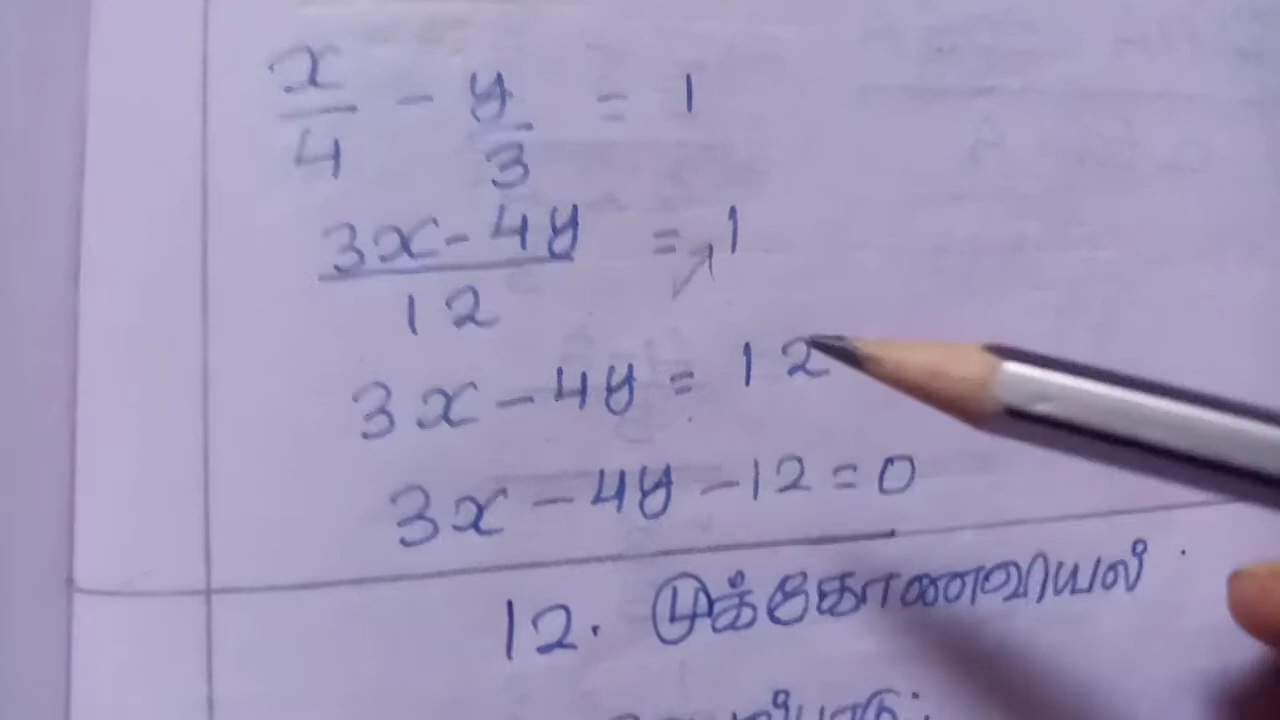 x/4 - y/3 = 1
3x - 4y/12 = 1
3x - 4y = 12
3x - 4y - 12 = 0
12. முக்கோணவியல்